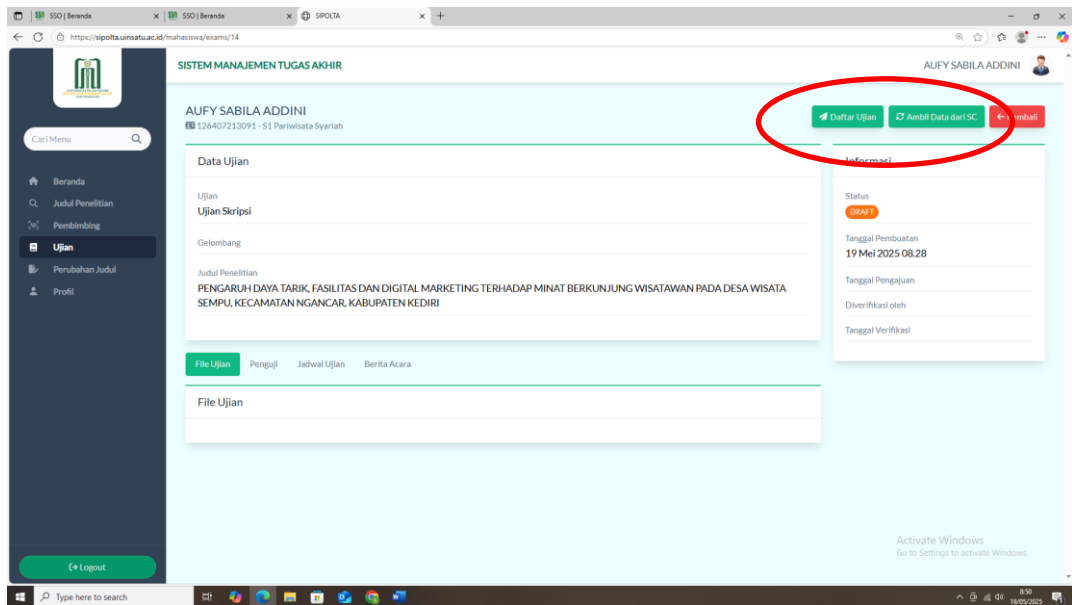 SSO | Beranda
SSO | Beranda
SIPOLTA
https://sipolta.uinsatu.ac.id/mahasiswa/exams/14
SISTEM MANAJEMEN TUGAS AKHIR
AUFY SABILA ADDINI
AUFY SABILA ADDINI
126407213091 - S1 Pariwisata Syariah
Daftar Ujian
Ambil Data dari SC
Kembali
Cari Menu
Beranda
Judul Penelitian
Pembimbing
Ujian
Perubahan Judul
Profil
Logout
Data Ujian
Ujian
Ujian Skripsi
Gelombang
Judul Penelitian
PENGARUH DAYA TARIK, FASILITAS DAN DIGITAL MARKETING TERHADAP MINAT BERKUNJUNG WISATAWAN PADA DESA WISATA
SEMPU, KECAMATAN NGANCAR, KABUPATEN KEDIRI
Informasi
Status
DRAFT
Tanggal Pembuatan
19 Mei 2025 08.28
Tanggal Pengajuan
Diverifikasi oleh
Tanggal Verifikasi
File Ujian
Penguji
Jadwal Ujian
Berita Acara
File Ujian
Activate Windows
Go to Settings to activate Windows.
Type here to search
8:50
19/05/2025